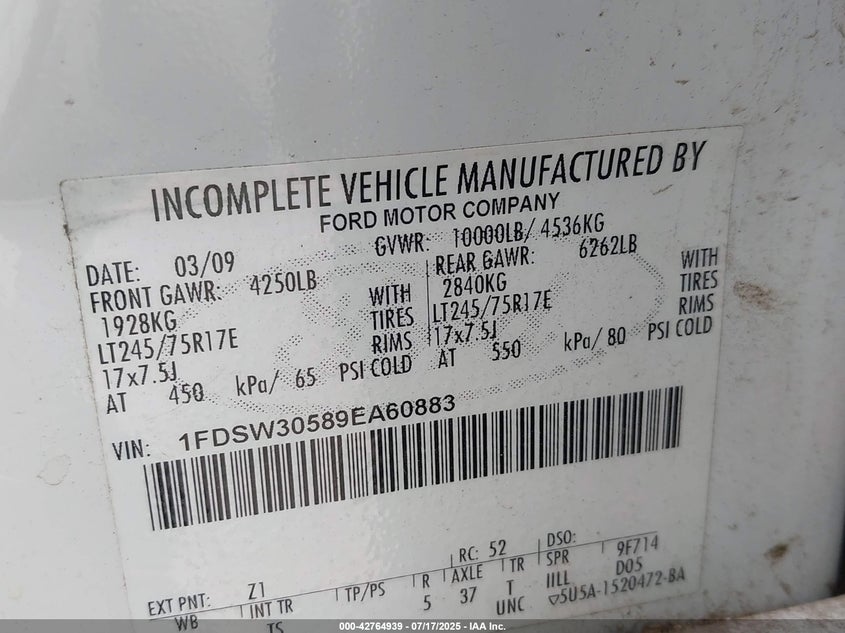 INCOMPLETE VEHICLE MANUFACTURED BY
FORD MOTOR COMPANY
DATE: 03/09 GVWR: 10000LB/ 4536KG
FRONT GAWR: 4250LB REAR GAWR: 6262LB
1928KG WITH 2840KG WITH
LT245/75R17E TIRES LT245/75R17E TIRES
17x7.5J RIMS 17x7.5J RIMS
AT 450 kPa/ 65 PSI COLD AT 550 kPa/ 80 PSI COLD
VIN: 1FDSW30589EA60883
RC: 52 DSO:
EXT PNT: Z1 TP/PS R AXLE TR SPR 9F714
WB INT TR 5 37 T IILL DOS
TS UNC ▽5U5A-1520472-BA
000-42764939 - 07/17/2025 - IAA Inc.